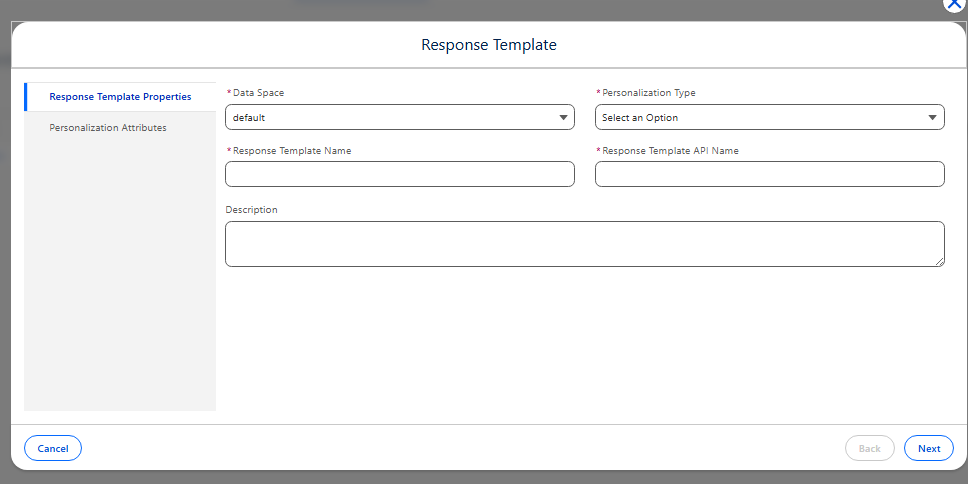 Response Template
Response Template Properties
Personalization Attributes
*Data Space
default
*Personalization Type
Select an Option
*Response Template Name
*Response Template API Name
Description
Cancel
Back
Next